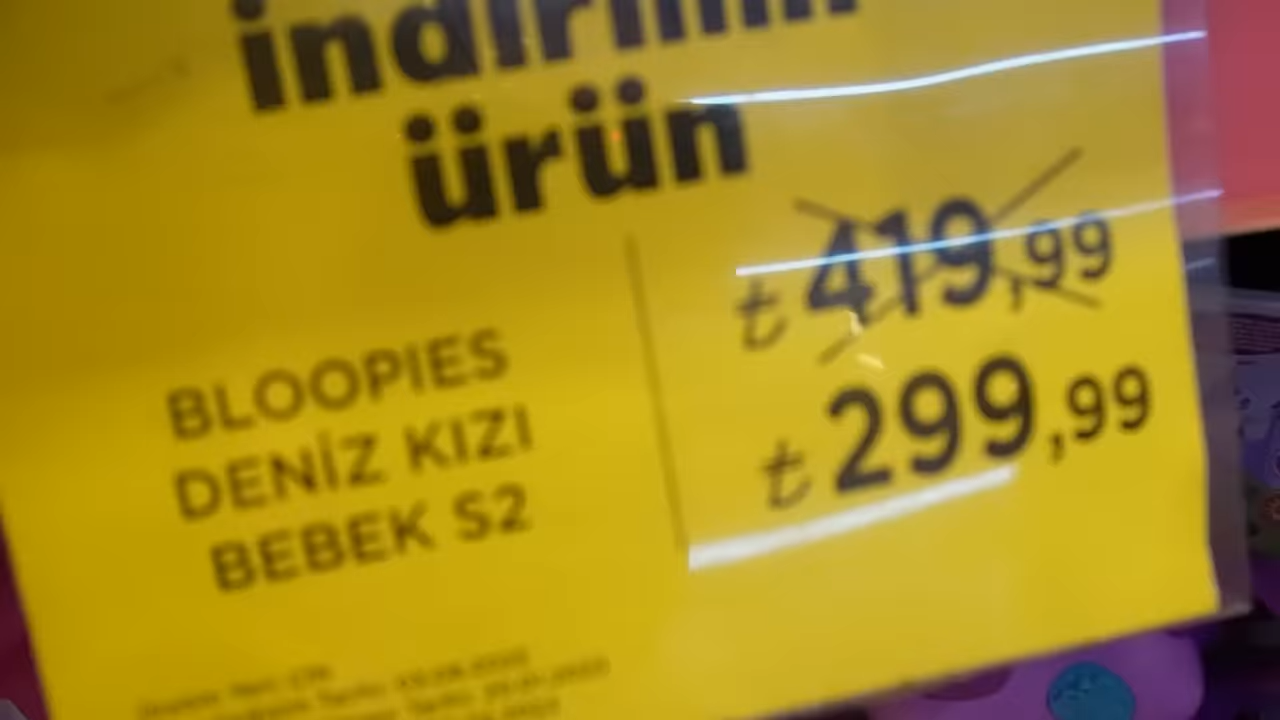 indirimli
ürün
₺419,99
₺299,99
BLOOPIES
DENİZ KIZI
BEBEK S2